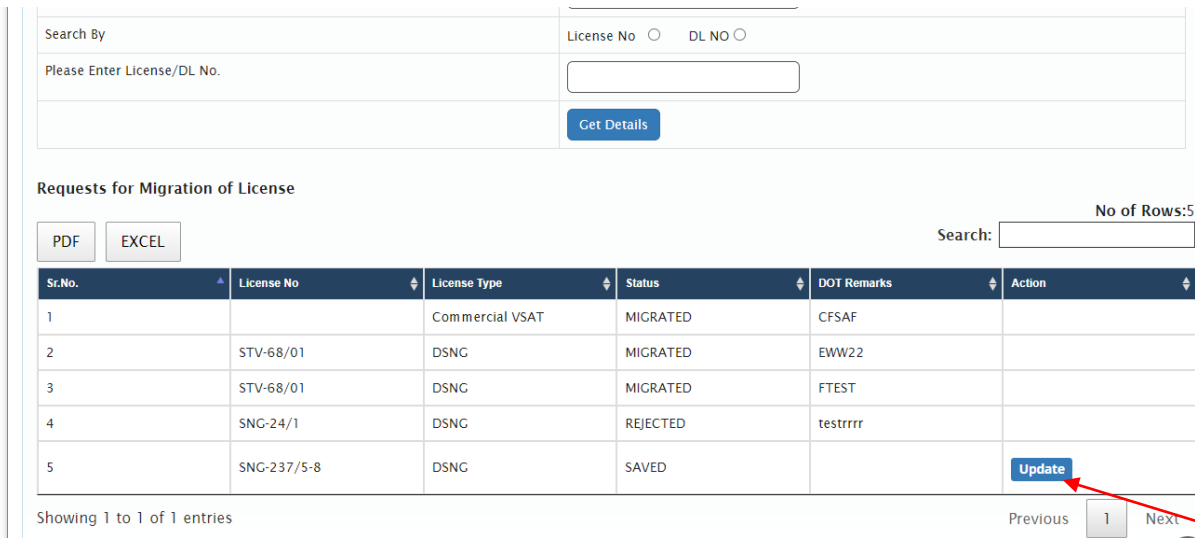 Search By License No DL NO
Please Enter License/DL No.
Get Details
Requests for Migration of License
No of Rows:5
PDF EXCEL Search:
Sr.No. License No License Type Status DOT Remarks Action
1 Commercial VSAT MIGRATED CFSAF
2 STV-68/01 DSNG MIGRATED EWW22
3 STV-68/01 DSNG MIGRATED FTEST
4 SNG-24/1 DSNG REJECTED testrrrr
5 SNG-237/5-8 DSNG SAVED Update
Showing 1 to 1 of 1 entries Previous 1 Next